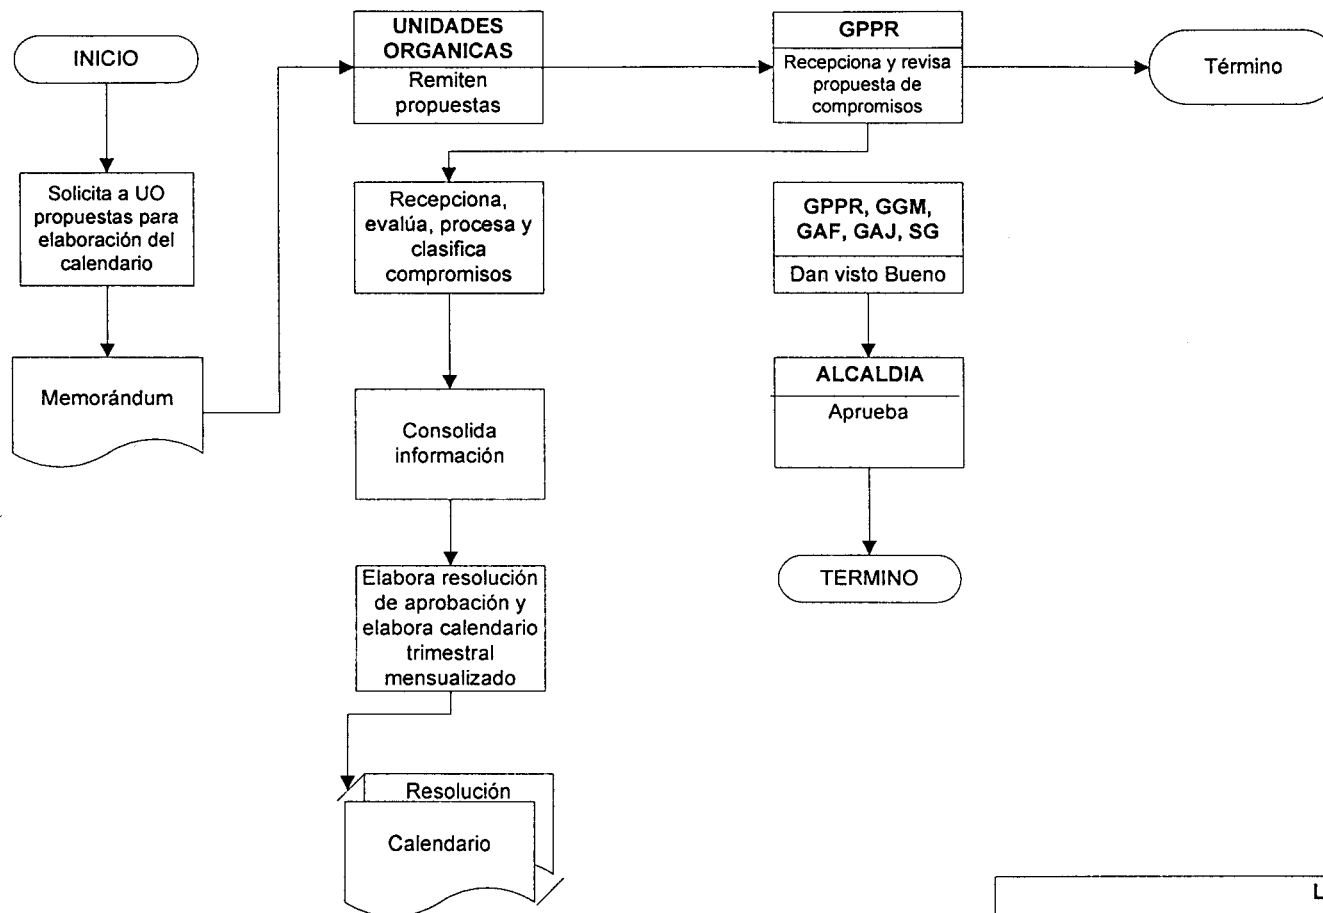 INICIO
Solicita a UO
propuestas para
elaboración del
calendario
Memorándum
UNIDADES
ORGANICAS
Remiten
propuestas
GPPR
Recepciona y revisa
propuesta de
compromisos
Término
Recepciona,
evalúa, procesa y
clasifica
compromisos
Consolida
información
Elabora resolución
de aprobación y
elabora calendario
trimestral
mensualizado
Resolución
Calendario
GPPR, GGM,
GAF, GAJ, SG
Dan visto Bueno
ALCALDIA
Aprueba
TERMINO
L